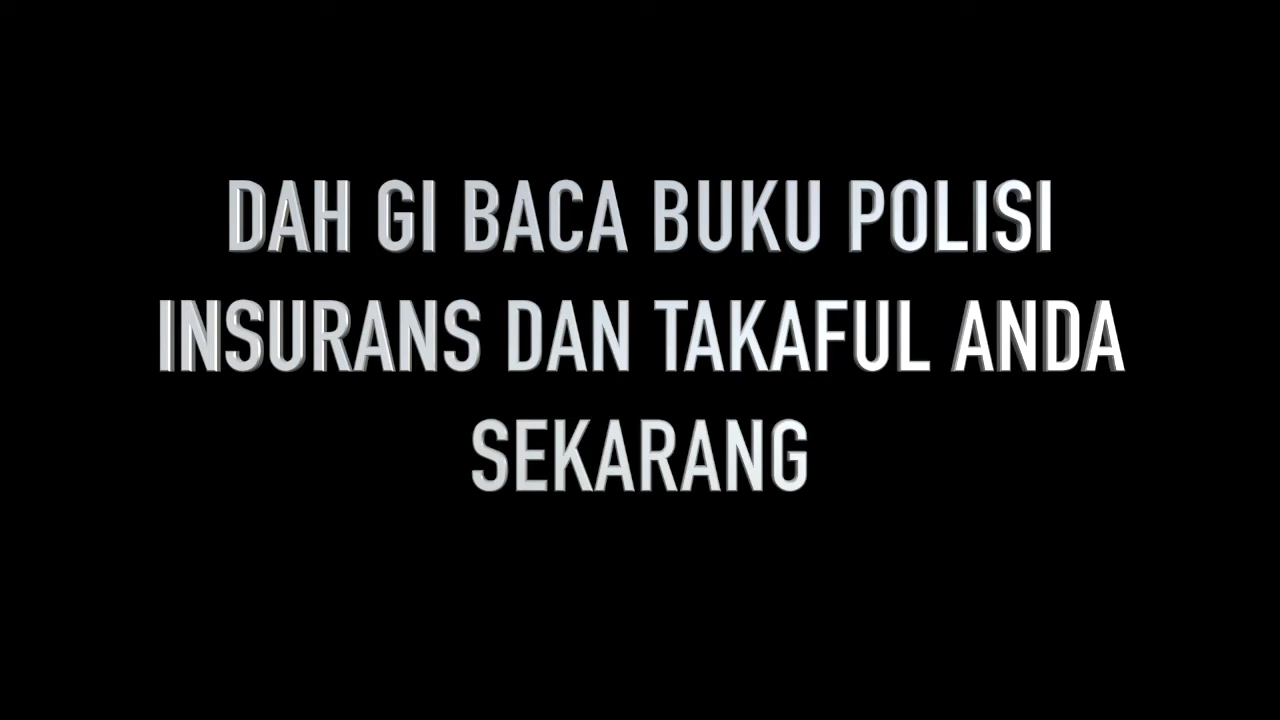 DAH GI BACA BUKU POLISI
INSURANS DAN TAKAFUL ANDA
SEKARANG